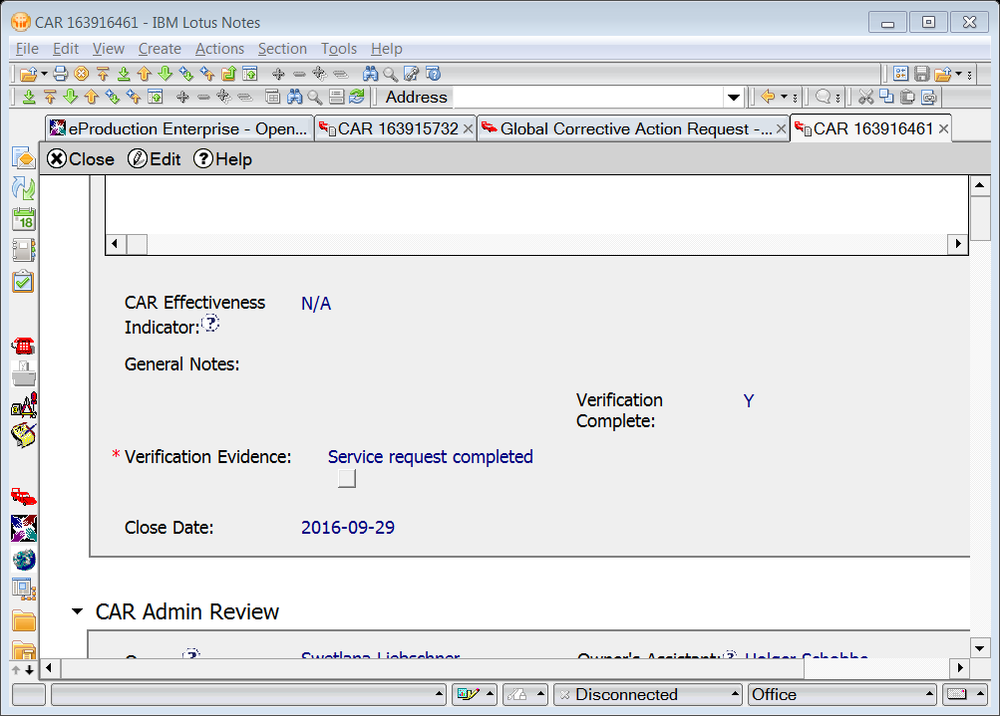 CAR 163916461 - IBM Lotus Notes
File Edit View Create Actions Section Tools Help
Address
eProduction Enterprise - Open... CAR 163915732 Global Corrective Action Request -... CAR 163916461
Close Edit Help
18
CAR Effectiveness
Indicator: ? N/A
General Notes:
Verification
Complete: Y
* Verification Evidence: Service request completed
Close Date: 2016-09-29
CAR Admin Review
Swetlana Liebschner Owner's Assistant: ? Holger Schobbe
Disconnected Office